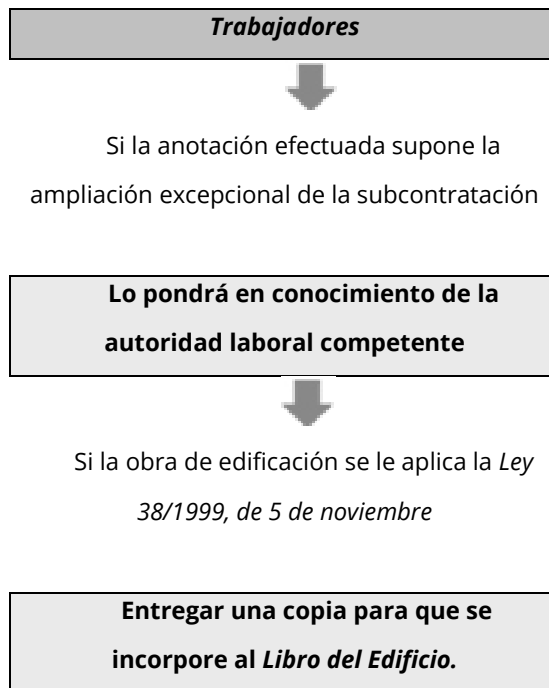 Trabajadores
Si la anotación efectuada supone la
ampliación excepcional de la subcontratación
Lo pondrá en conocimiento de la
autoridad laboral competente
Si la obra de edificación se le aplica la Ley
38/1999, de 5 de noviembre
Entregar una copia para que se
incorpore al Libro del Edificio.